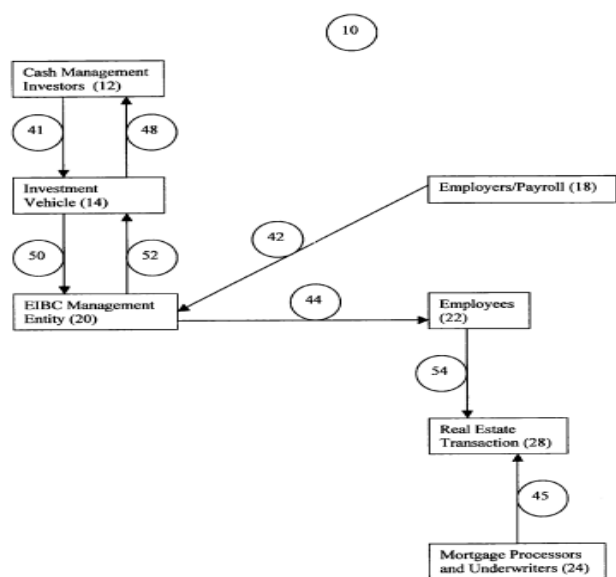 10
Cash Management
Investors (12)
41
48
Investment
Vehicle (14)
Employers/Payroll (18)
42
50
52
44
EIBC Management
Entity (20)
Employees
(22)
54
Real Estate
Transaction (28)
45
Mortgage Processors
and Underwriters (24)